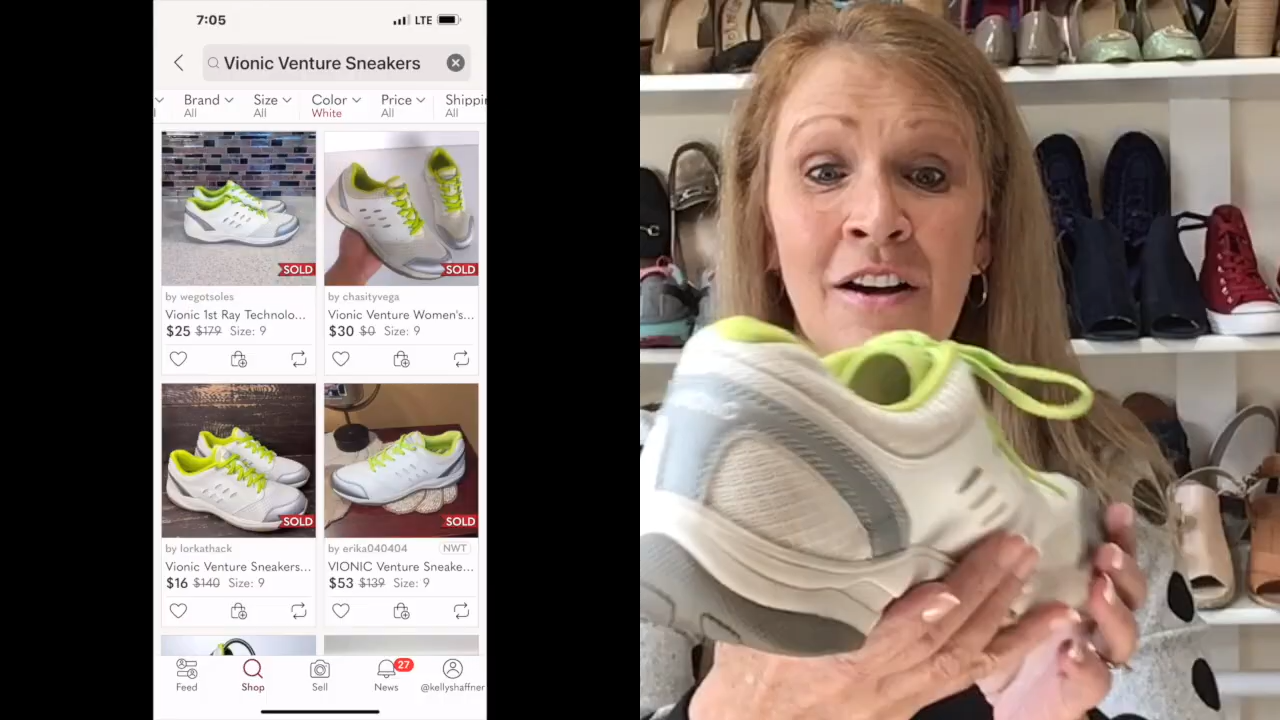 7:05
LTE
Vionic Venture Sneakers
Brand Size Color Price Shippi
l All All White All All
SOLD SOLD
by wegotsoles by chasityvega
Vionic 1st Ray Technolo... Vionic Venture Women's...
$25 $179 Size: 9 $30 $0 Size: 9
SOLD SOLD
by lorkathack by erika040404 NWT
Vionic Venture Sneakers... VIONIC Venture Sneake...
$16 $140 Size: 9 $53 $139 Size: 9
27
Feed Shop Sell News @kellyshaffner